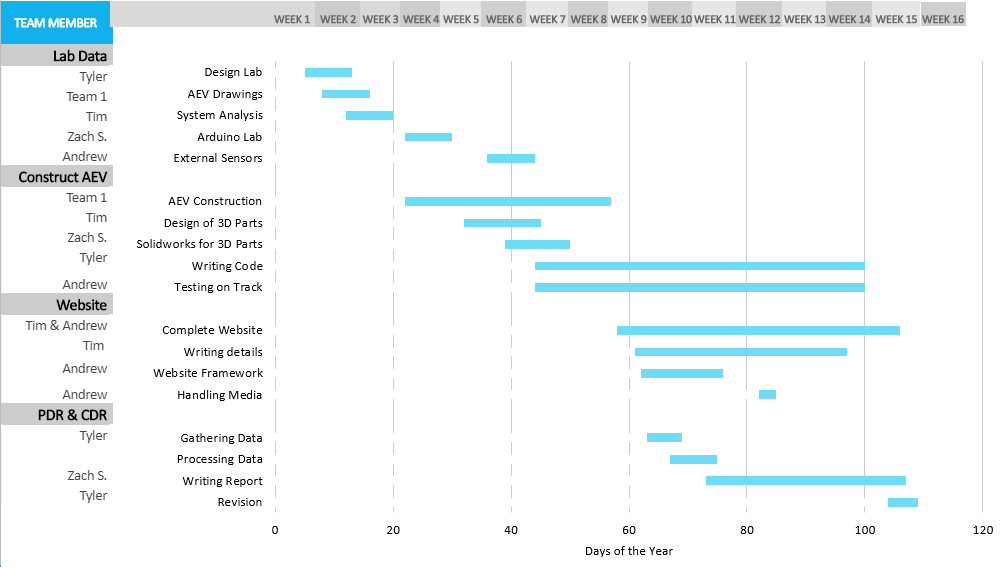 TEAM MEMBER WEEK 1 WEEK 2 WEEK 3 WEEK 4 WEEK 5 WEEK 6 WEEK 7 WEEK 8 WEEK 9 WEEK 10 WEEK 11 WEEK 12 WEEK 13 WEEK 14 WEEK 15 WEEK 16
Lab Data
Tyler Design Lab
Team 1 AEV Drawings
Tim System Analysis
Zach S. Arduino Lab
Andrew External Sensors
Construct AEV
Team 1 AEV Construction
Tim Design of 3D Parts
Zach S. Solidworks for 3D Parts
Tyler Writing Code
Andrew Testing on Track
Website
Tim & Andrew Complete Website
Tim Writing details
Andrew Website Framework
Andrew Handling Media
PDR & CDR
Tyler Gathering Data
Processing Data
Zach S. Writing Report
Tyler Revision
0 20 40 60 80 100 120
Days of the Year